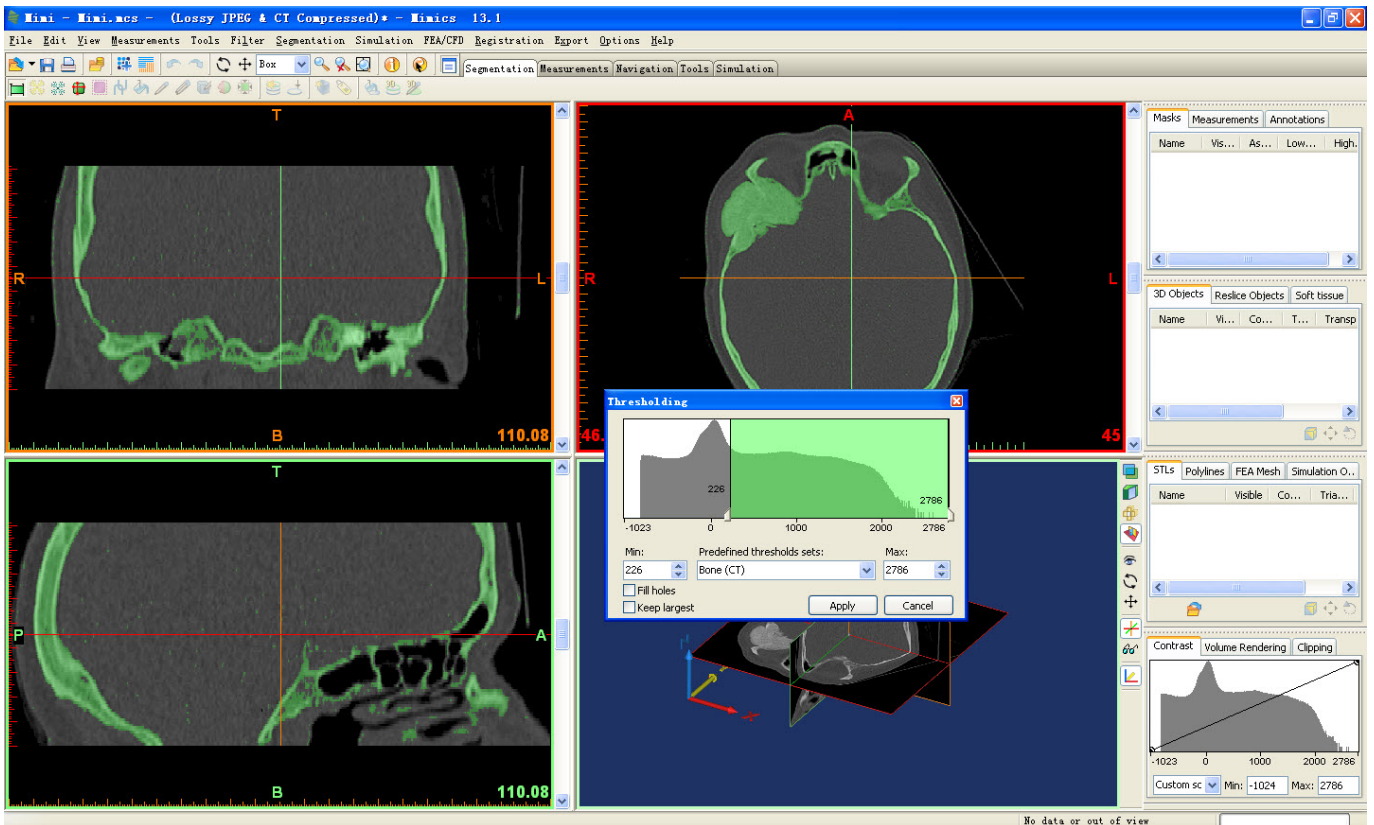 Mimi - Mimi.mcs - (Lossy JPEG & CT Compressed)* - Mimics 13.1
File Edit View Measurements Tools Filter Segmentation Simulation FEA/CFD Registration Export Options Help
Box Segmentation Measurements Navigation Tools Simulation
T
R L
B
110.08
A
R L
45
T
P A
B
110.08
Thresholding
226
2786
-1023 0 1000 2000 2786
Min: Predefined thresholds sets: Max:
226 Bone (CT) 2786
Fill holes
Keep largest
Apply Cancel
Masks Measurements Annotations
Name Vis... As... Low... High.
3D Objects Reslice Objects Soft tissue
Name Vi... Co... T... Transp
STLs Polylines FEA Mesh Simulation O..
Name Visible Co... Tria...
Contrast Volume Rendering Clipping
-1023 0 1000 2000 2786
Custom sc Min: -1024 Max: 2786
No data or out of view